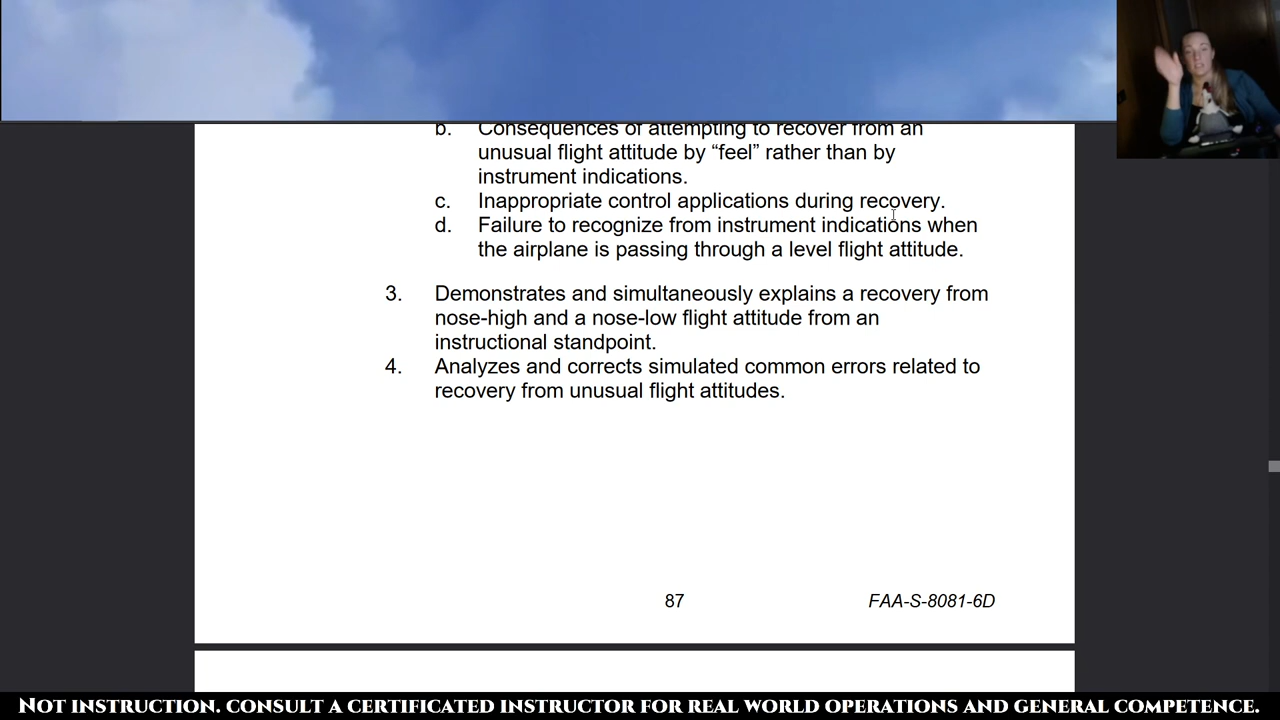 b. Consequences of attempting to recover from an
unusual flight attitude by “feel” rather than by
instrument indications.
c. Inappropriate control applications during recovery.
d. Failure to recognize from instrument indications when
the airplane is passing through a level flight attitude.
3. Demonstrates and simultaneously explains a recovery from
nose-high and a nose-low flight attitude from an
instructional standpoint.
4. Analyzes and corrects simulated common errors related to
recovery from unusual flight attitudes.
87 FAA-S-8081-6D
Not instruction. Consult a certificated instructor for real world operations and general competence.